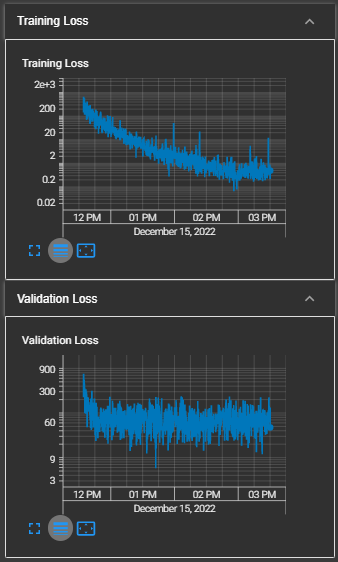 Training Loss
Training Loss
2e+3
200
20
2
0.2
0.02
12 PM 01 PM 02 PM 03 PM
December 15, 2022
Validation Loss
Validation Loss
900
300
60
9
3
12 PM 01 PM 02 PM 03 PM
December 15, 2022